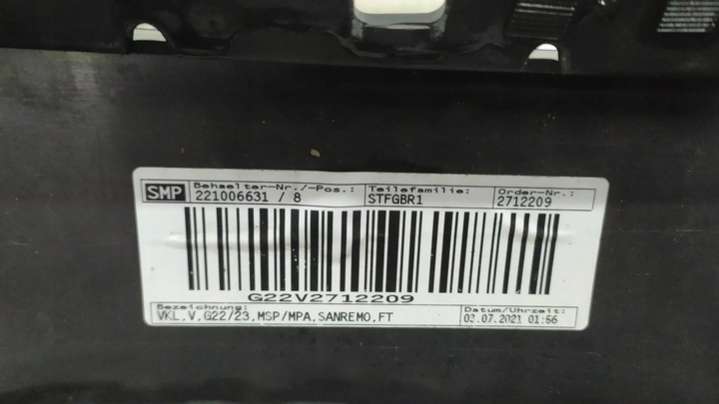 SMP Behaelter-Nr./-Pos.: Teilefamilie: Order-Nr.:
221006631 / 8 STFGBR1 2712209
G22V2712209
Bezeichnung: Datum/Uhrzeit:
VKL,V,G22/23,MSP/MPA,SANREMO,FT 03.07.2021 01:56